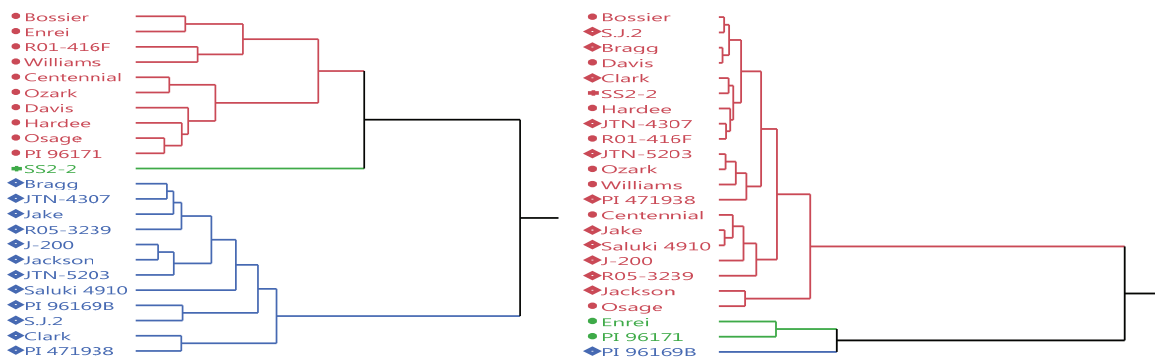 Bossier
Enrei
R01-416F
Williams
Centennial
Ozark
Davis
Hardee
Osage
PI 96171
SS2-2
Bragg
JTN-4307
Jake
R05-3239
J-200
Jackson
JTN-5203
Saluki 4910
PI 96169B
S.J.2
Clark
PI 471938
Bossier
S.J.2
Bragg
Davis
Clark
SS2-2
Hardee
JTN-4307
R01-416F
JTN-5203
Ozark
Williams
PI 471938
Centennial
Jake
Saluki 4910
J-200
R05-3239
Jackson
Osage
Enrei
PI 96171
PI 96169B